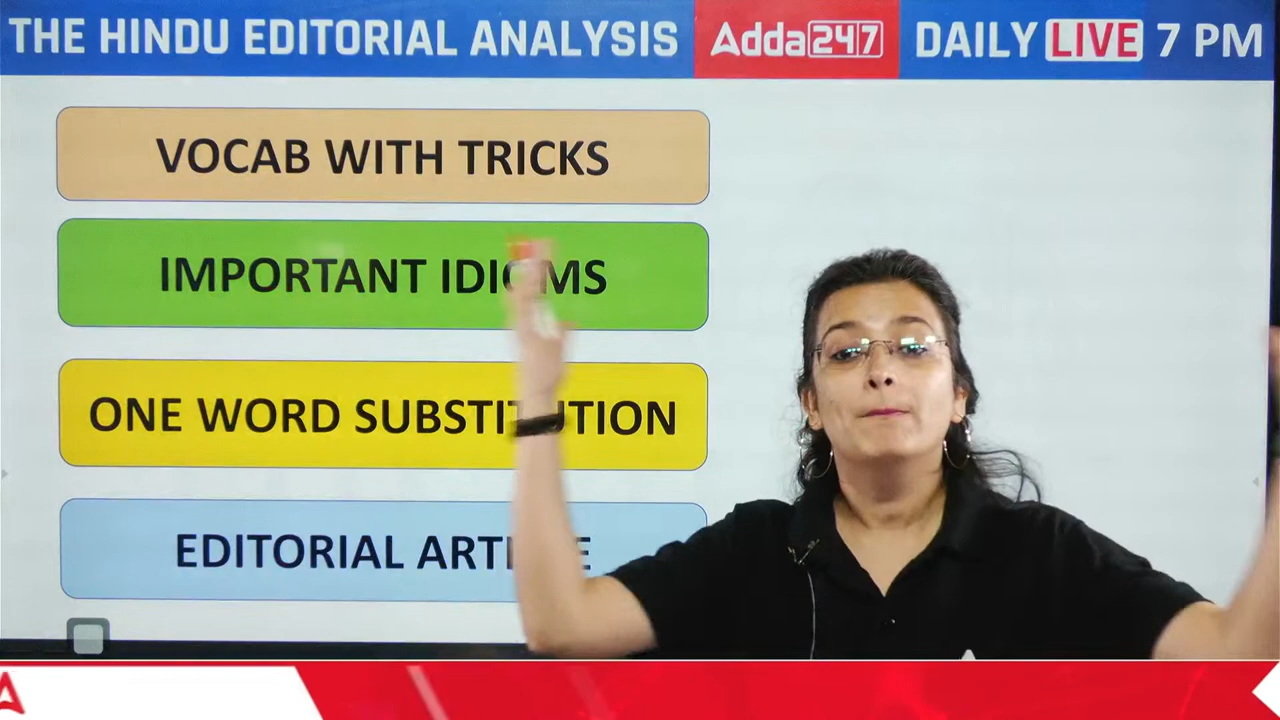 THE HINDU EDITORIAL ANALYSIS Adda247 DAILY LIVE 7 PM
VOCAB WITH TRICKS
IMPORTANT IDIOMS
ONE WORD SUBSTITUTION
EDITORIAL ARTICLE